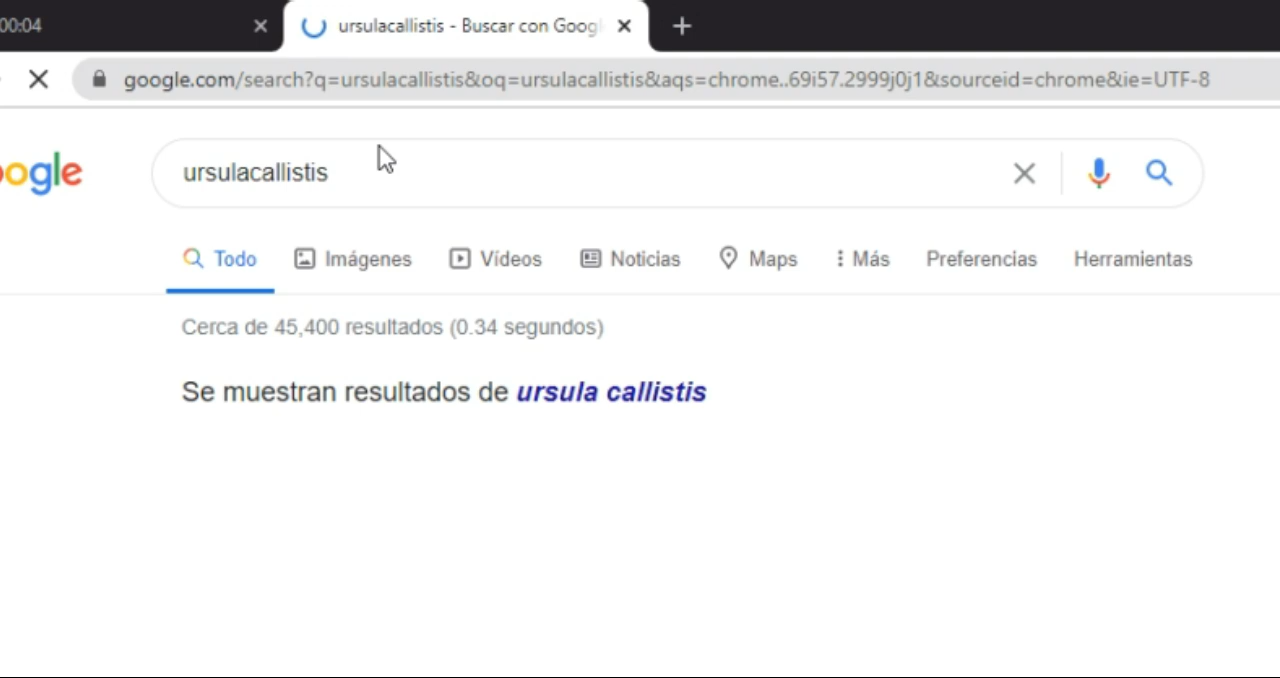 00:04
ursulacallistis - Buscar con Googl
google.com/search?q=ursulacallistis&oq=ursulacallistis&aqs=chrome..69i57.2999j0j1&sourceid=chrome&ie=UTF-8
ogle
ursulacallistis
Todo Imágenes Vídeos Noticias Maps Más Preferencias Herramientas
Cerca de 45,400 resultados (0.34 segundos)
Se muestran resultados de ursula callistis